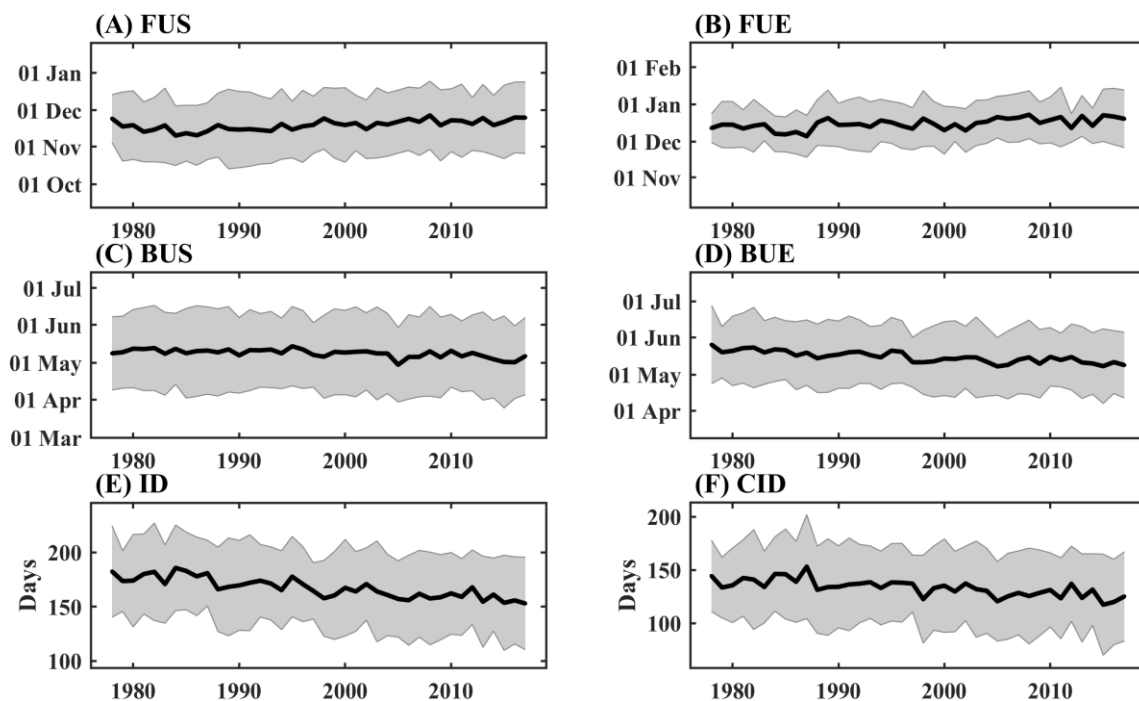 (A) FUS
01 Jan
01 Dec
01 Nov
01 Oct
1980 1990 2000 2010
(B) FUE
01 Feb
01 Jan
01 Dec
01 Nov
1980 1990 2000 2010
(C) BUS
01 Jul
01 Jun
01 May
01 Apr
01 Mar
1980 1990 2000 2010
(D) BUE
01 Jul
01 Jun
01 May
01 Apr
1980 1990 2000 2010
(E) ID
Days
200
150
100
1980 1990 2000 2010
(F) CID
Days
200
150
100
1980 1990 2000 2010